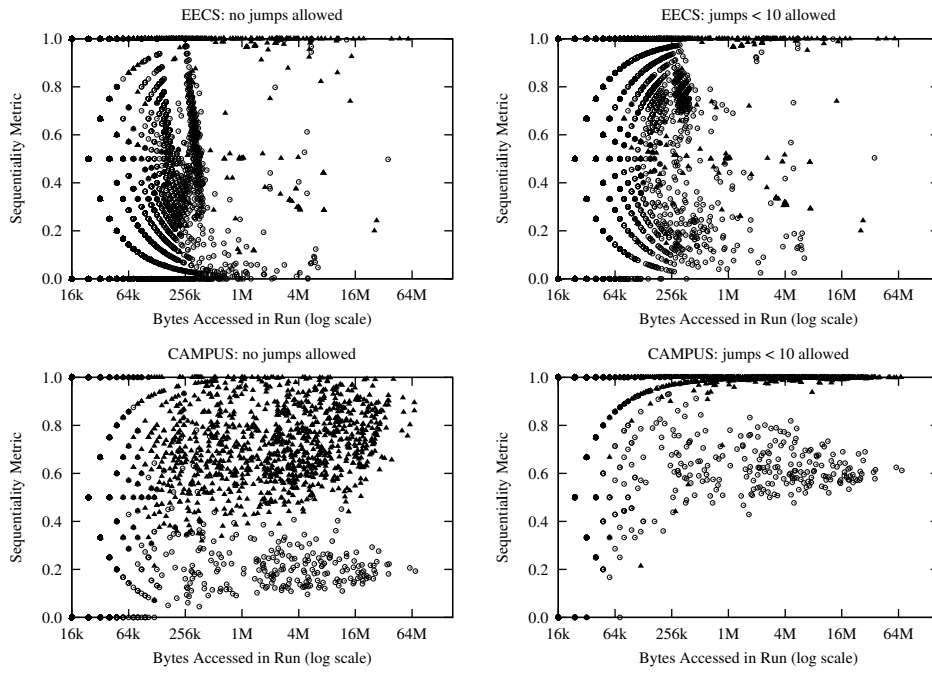 EECS: no jumps allowed
1.0
0.8
0.6
0.4
0.2
0.0
Sequentiality Metric
16k 64k 256k 1M 4M 16M 64M
Bytes Accessed in Run (log scale)
EECS: jumps < 10 allowed
1.0
0.8
0.6
0.4
0.2
0.0
Sequentiality Metric
16k 64k 256k 1M 4M 16M 64M
Bytes Accessed in Run (log scale)
CAMPUS: no jumps allowed
1.0
0.8
0.6
0.4
0.2
0.0
Sequentiality Metric
16k 64k 256k 1M 4M 16M 64M
Bytes Accessed in Run (log scale)
CAMPUS: jumps < 10 allowed
1.0
0.8
0.6
0.4
0.2
0.0
Sequentiality Metric
16k 64k 256k 1M 4M 16M 64M
Bytes Accessed in Run (log scale)